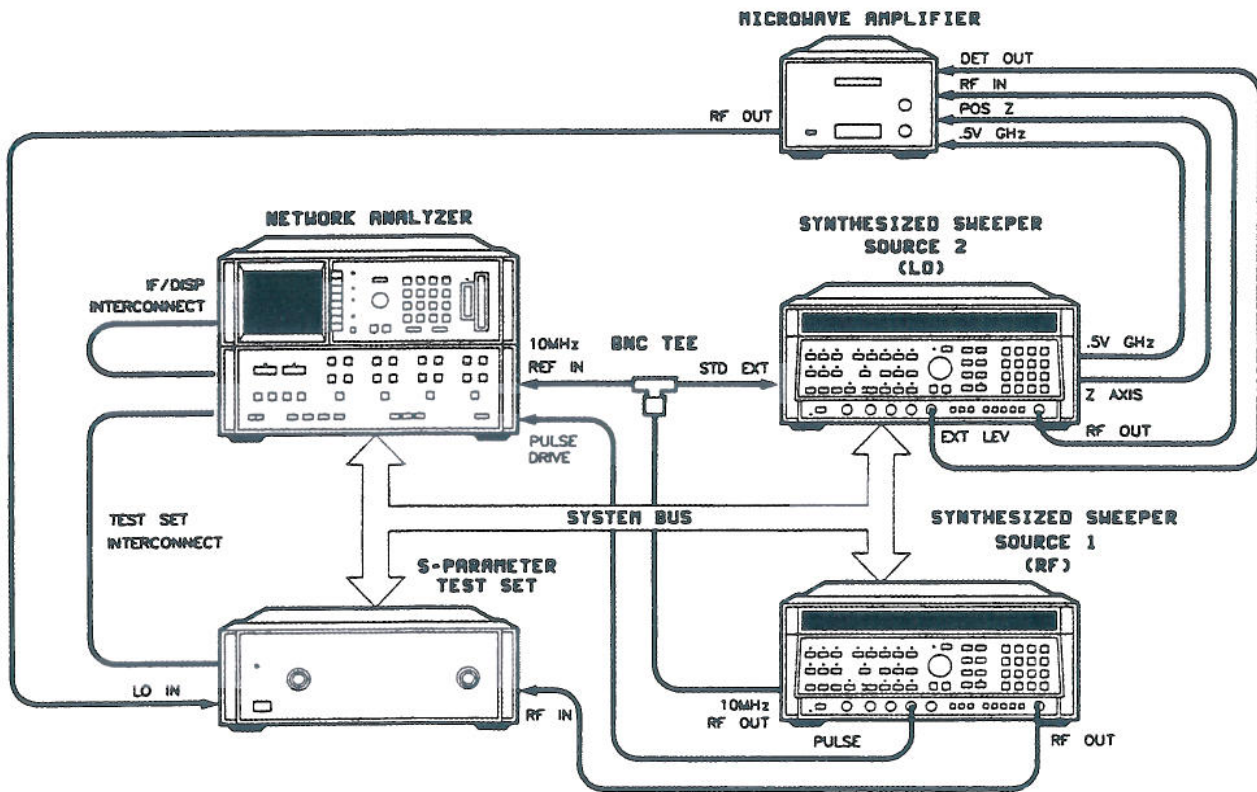 MICROWAVE AMPLIFIER
DET OUT
RF IN
POS Z
.5V GHz
RF OUT
NETWORK ANALYZER
SYNTHESIZED SWEEPER
SOURCE 2
(LO)
IF/DISP
INTERCONNECT
10MHz
REF IN
BNC TEE
STD EXT
.5V GHz
Z AXIS
PULSE
DRIVE
EXT LEV
RF OUT
TEST SET
INTERCONNECT
SYSTEM BUS
SYNTHESIZED SWEEPER
SOURCE 1
(RF)
S-PARAMETER
TEST SET
LO IN
RF IN
10MHz
RF OUT
PULSE
RF OUT